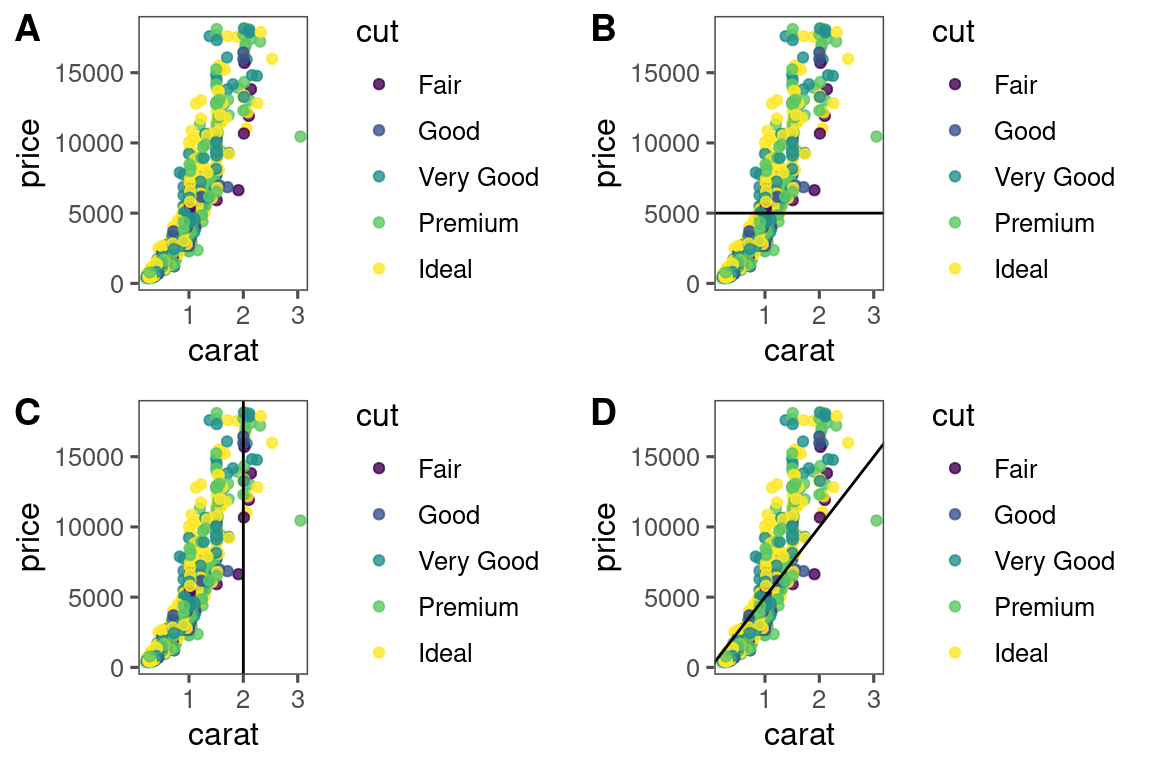 A
cut
price
15000
10000
5000
0
1 2 3
carat
Fair
Good
Very Good
Premium
Ideal
B
cut
price
15000
10000
5000
0
1 2 3
carat
Fair
Good
Very Good
Premium
Ideal
C
cut
price
15000
10000
5000
0
1 2 3
carat
Fair
Good
Very Good
Premium
Ideal
D
cut
price
15000
10000
5000
0
1 2 3
carat
Fair
Good
Very Good
Premium
Ideal